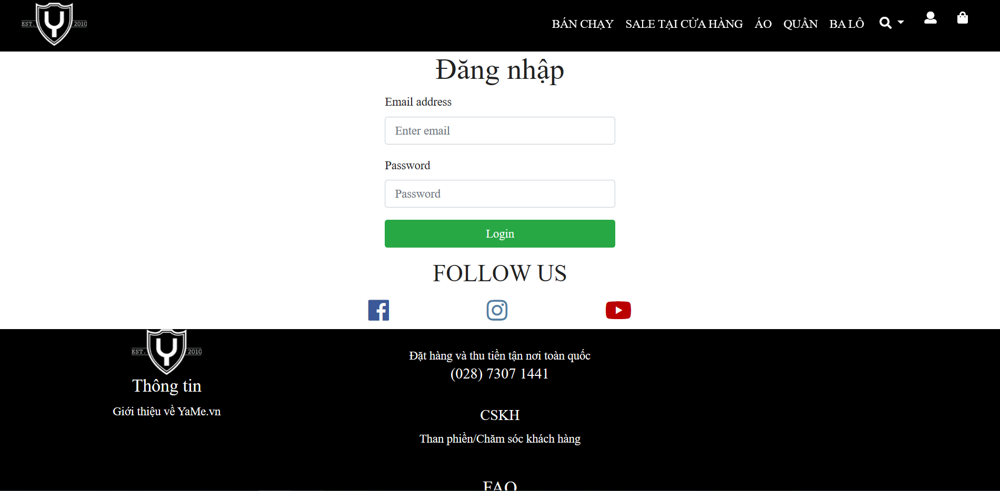 EST. Y 2010
BÁN CHẠY SALE TẠI CỬA HÀNG ÁO QUẦN BA LÔ
Đăng nhập
Email address
Enter email
Password
Password
Login
FOLLOW US
EST. Y 2010
Thông tin
Giới thiệu về YaMe.vn
Đặt hàng và thu tiền tận nơi toàn quốc
(028) 7307 1441
CSKH
Than phiền/Chăm sóc khách hàng
FAQ